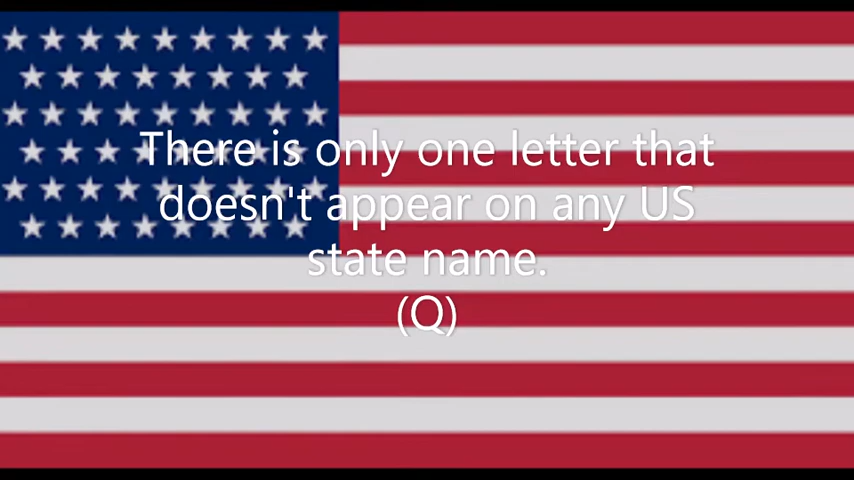 There is only one letter that
doesn't appear on any US
state name.
(Q)